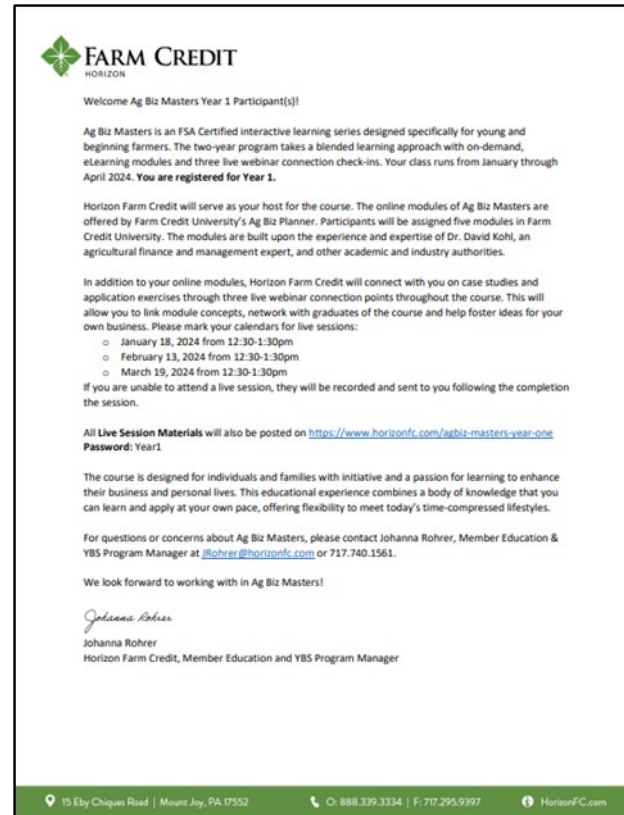 FARM CREDIT
HORIZON
Welcome Ag Biz Masters Year 1 Participant(s)!
Ag Biz Masters is an FSA Certified interactive learning series designed specifically for young and
beginning farmers. The two-year program takes a blended learning approach with on-demand,
eLearning modules and three live webinar connection check-ins. Your class runs from January through
April 2024. You are registered for Year 1.
Horizon Farm Credit will serve as your host for the course. The online modules of Ag Biz Masters are
offered by Farm Credit University's Ag Biz Planner. Participants will be assigned five modules in Farm
Credit University. The modules are built upon the experience and expertise of Dr. David Kohl, an
agricultural finance and management expert, and other academic and industry authorities.
In addition to your online modules, Horizon Farm Credit will connect with you on case studies and
application exercises through three live webinar connection points throughout the course. This will
allow you to link module concepts, network with graduates of the course and help foster ideas for your
own business. Please mark your calendars for live sessions:
o January 18, 2024 from 12:30-1:30pm
o February 13, 2024 from 12:30-1:30pm
o March 19, 2024 from 12:30-1:30pm
If you are unable to attend a live session, they will be recorded and sent to you following the completion
the session.
All Live Session Materials will also be posted on https://www.horizonfc.com/agbiz-masters-year-one
Password: Year1
The course is designed for individuals and families with initiative and a passion for learning to enhance
their business and personal lives. This educational experience combines a body of knowledge that you
can learn and apply at your own pace, offering flexibility to meet today's time-compressed lifestyles.
For questions or concerns about Ag Biz Masters, please contact Johanna Rohrer, Member Education &
YBS Program Manager at JRohrer@horizonfc.com or 717.740.1561.
We look forward to working with in Ag Biz Masters!
Johanna Rohrer
Johanna Rohrer
Horizon Farm Credit, Member Education and YBS Program Manager
15 Eby Chiques Road | Mount Joy, PA 17552 O: 888.339.3334 | F: 717.295.9397 HorizonFC.com